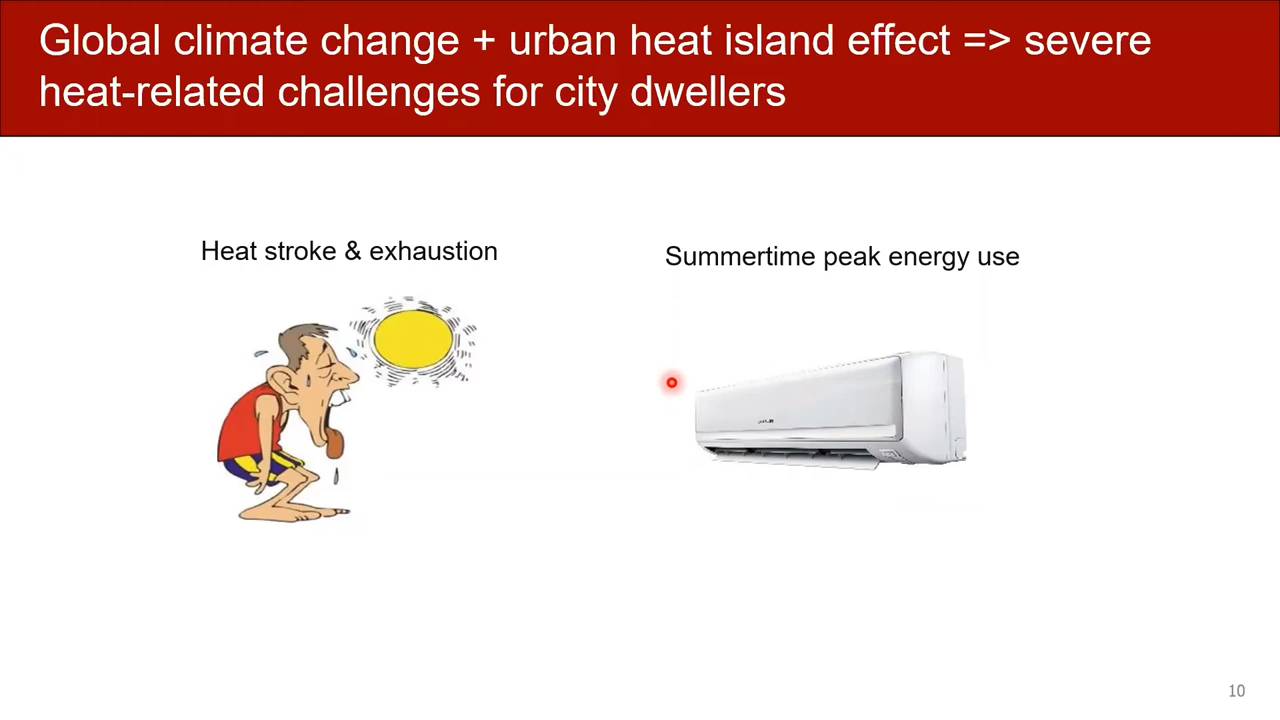 Global climate change + urban heat island effect => severe
heat-related challenges for city dwellers
Heat stroke & exhaustion
Summertime peak energy use
10